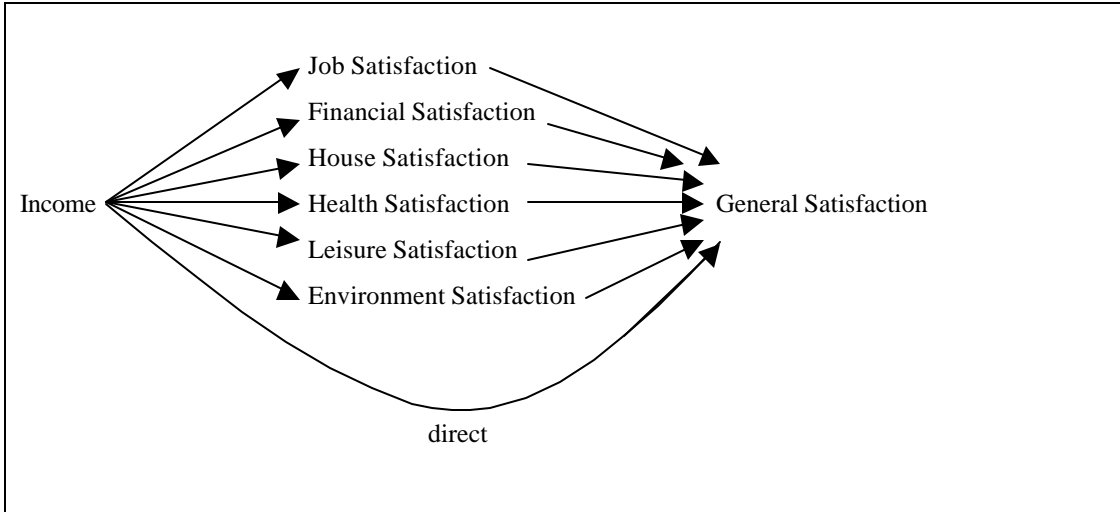 Job Satisfaction
Financial Satisfaction
House Satisfaction
Income
Health Satisfaction
General Satisfaction
Leisure Satisfaction
Environment Satisfaction
direct